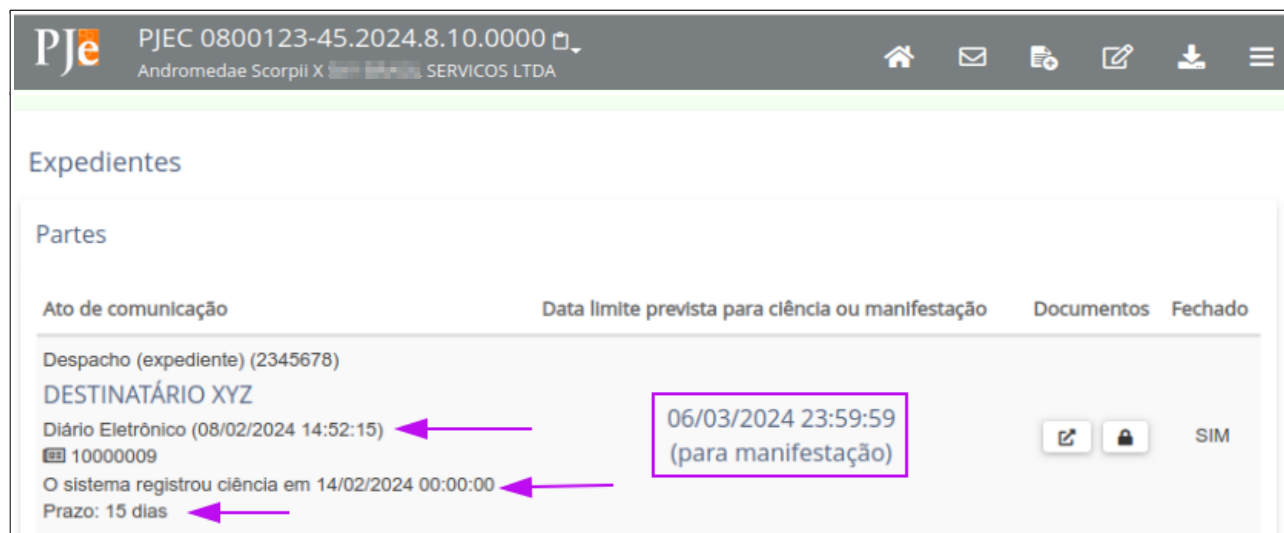 PJe
PJEC 0800123-45.2024.8.10.0000
Andromedae Scorpii X SERVICOS LTDA
Expedientes
Partes
Ato de comunicação Data limite prevista para ciência ou manifestação Documentos Fechado
Despacho (expediente) (2345678)
DESTINATÁRIO XYZ
Diário Eletrônico (08/02/2024 14:52:15)
10000009
O sistema registrou ciência em 14/02/2024 00:00:00
Prazo: 15 dias
06/03/2024 23:59:59
(para manifestação)
SIM